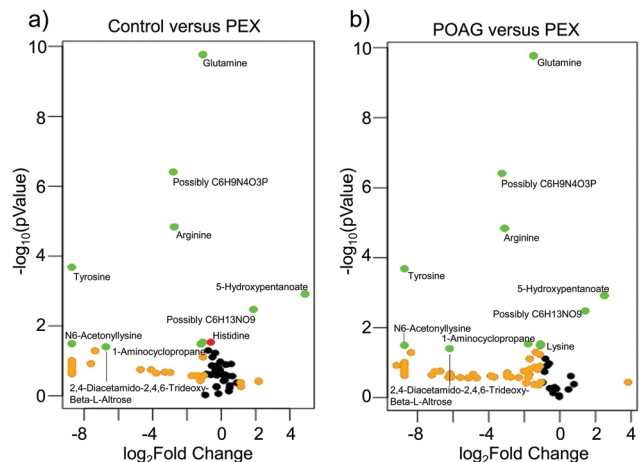 a)
Control versus PEX
10
8
6
4
2
0
-log10(pValue)
Glutamine
Possibly C6H9N4O3P
Arginine
Tyrosine
5-Hydroxypentanoate
Possibly C6H13NO9
N6-Acetonyllysine
Histidine
1-Aminocyclopropane
2,4-Diacetamido-2,4,6-Trideoxy-
Beta-L-Altrose
-8
-4
-2
0
2
4
log2Fold Change
b)
POAG versus PEX
10
8
6
4
2
0
-log10(pValue)
Glutamine
Possibly C6H9N4O3P
Arginine
Tyrosine
5-Hydroxypentanoate
Possibly C6H13NO9
N6-Acetonyllysine
1-Aminocyclopropane
Lysine
2,4-Diacetamido-2,4,6-Trideoxy-
Beta-L-Altrose
-8
-6
-4
-2
0
2
4
log2Fold Change